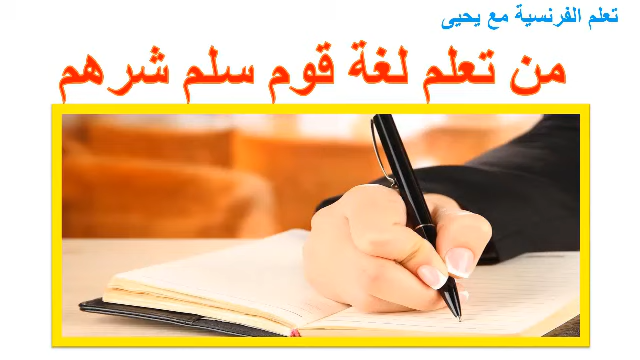 تعلم الفرنسية مع يحيى
من تعلم لغة قوم سلم شرهم